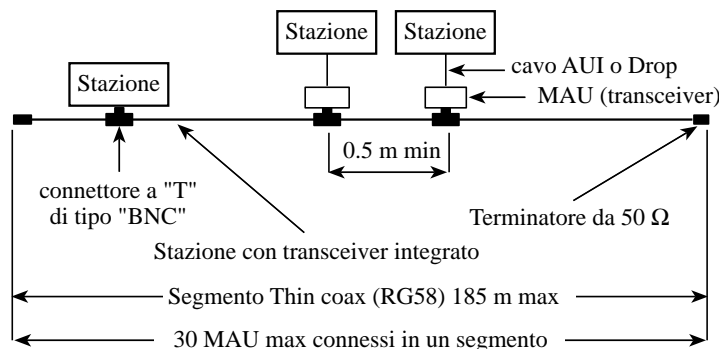 Stazione
Stazione
Stazione
cavo AUI o Drop
MAU (transceiver)
0.5 m min
connettore a "T"
di tipo "BNC"
Terminatore da 50 Ω
Stazione con transceiver integrato
Segmento Thin coax (RG58) 185 m max
30 MAU max connessi in un segmento